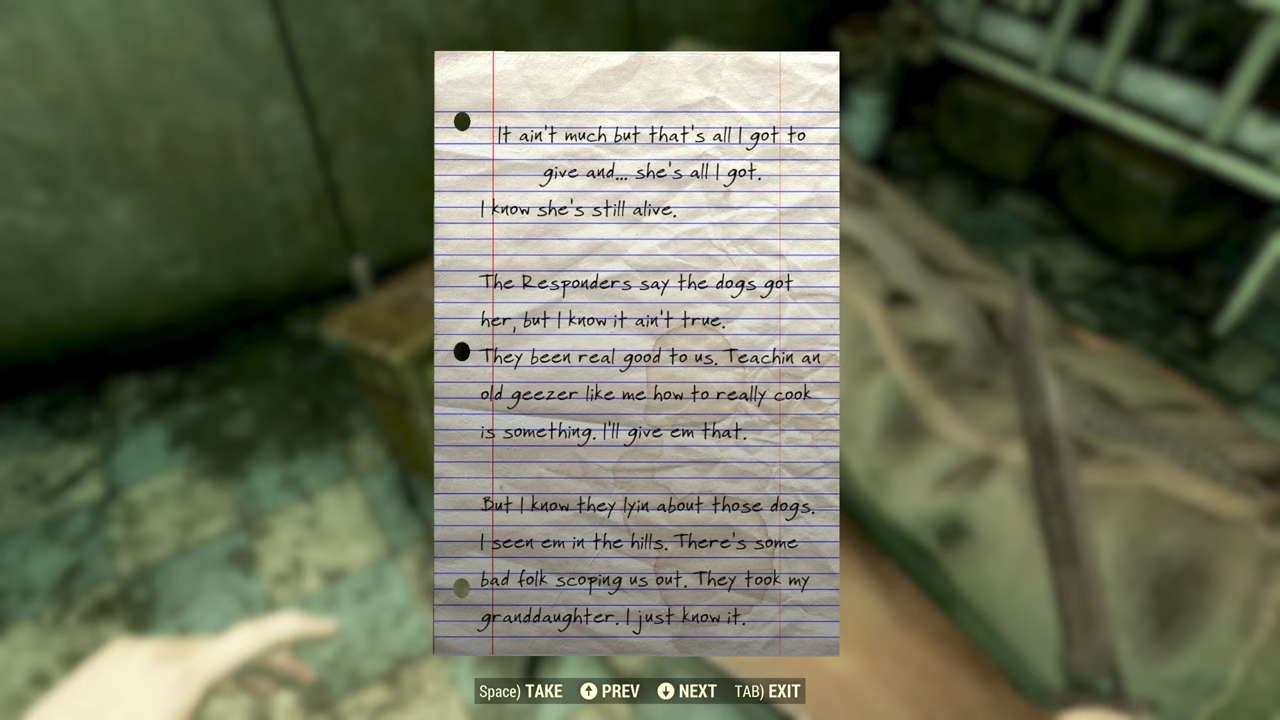 It ain't much but that's all I got to
give and... she's all I got.
I know she's still alive.
The Responders say the dogs got
her, but I know it ain't true.
They been real good to us. Teachin an
old geezer like me how to really cook
is something. I'll give em that.
But I know they lyin about those dogs.
I seen em in the hills. There's some
bad folk scoping us out. They took my
granddaughter. I just know it.
Space) TAKE PREV NEXT TAB) EXIT